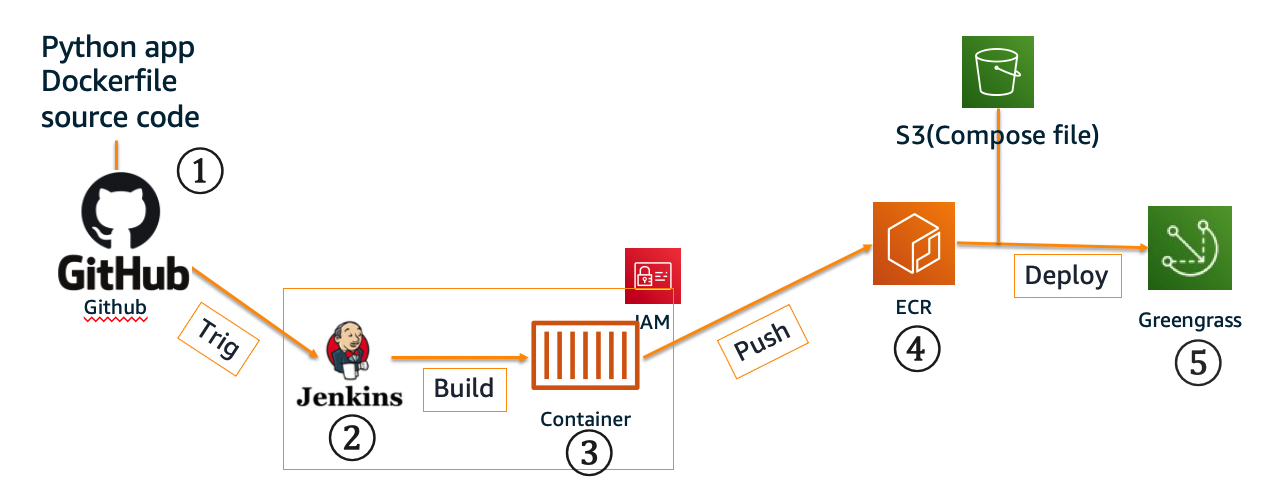 Python app
Dockerfile
source code
①
GitHub
Github
Trig
Jenkins
②
Build
IAM
Container
③
Push
S3(Compose file)
ECR
④
Deploy
Greengrass
⑤